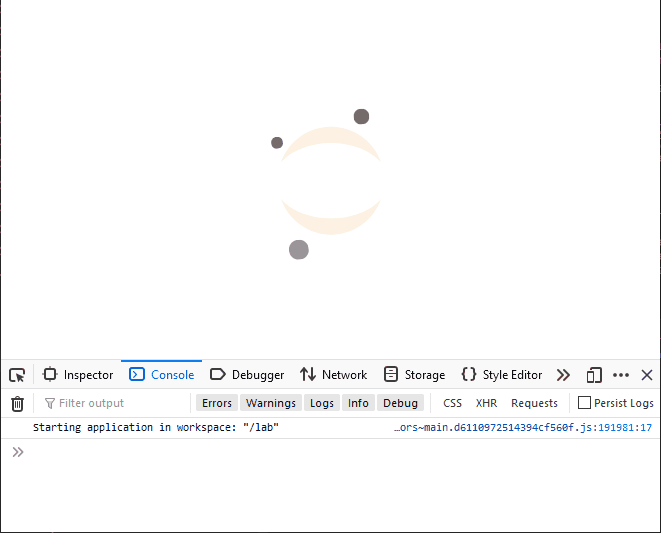 Inspector Console Debugger Network Storage Style Editor
Filter output Errors Warnings Logs Info Debug CSS XHR Requests Persist Logs
Starting application in workspace: "/lab" …ors~main.d6110972514394cf560f.js:191981:17